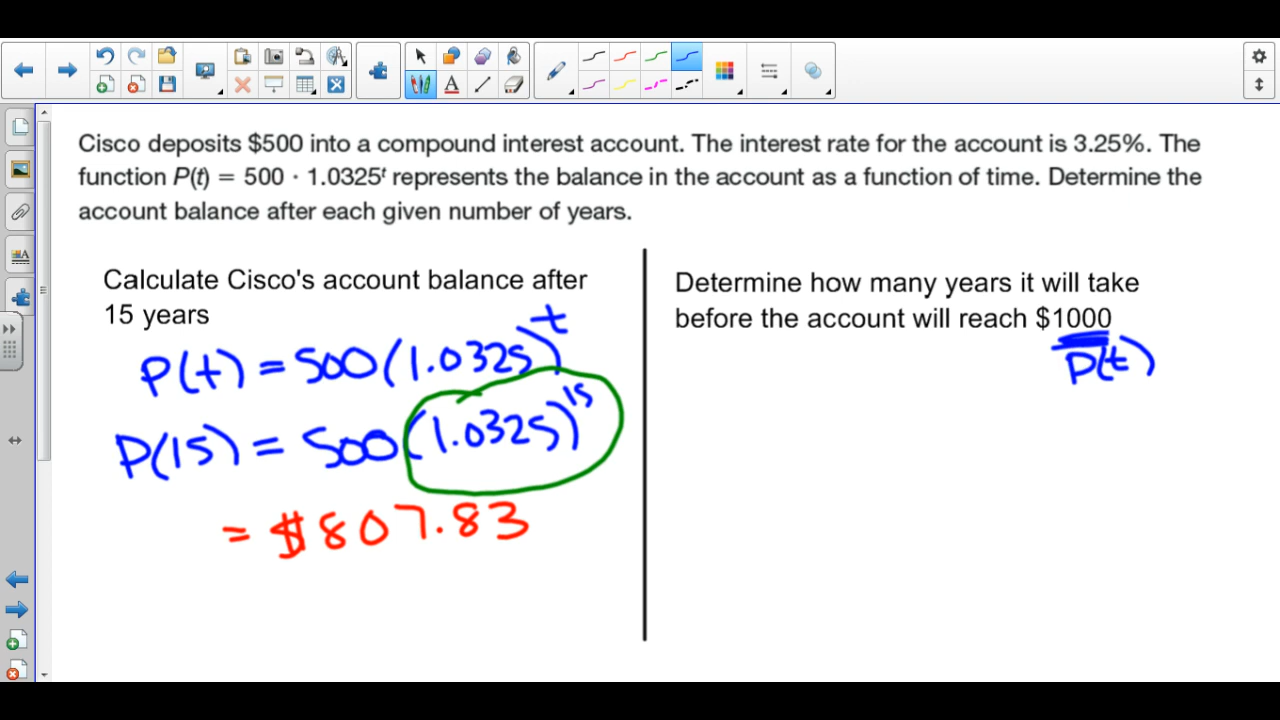 Cisco deposits $500 into a compound interest account. The interest rate for the account is 3.25%. The
function P(t) = 500 · 1.0325ᵗ represents the balance in the account as a function of time. Determine the
account balance after each given number of years.
Calculate Cisco's account balance after
15 years
P(t) = 500(1.0325)ᵗ
P(15) = 500(1.0325)¹⁵
= $807.83
Determine how many years it will take
before the account will reach $1000
P(t)